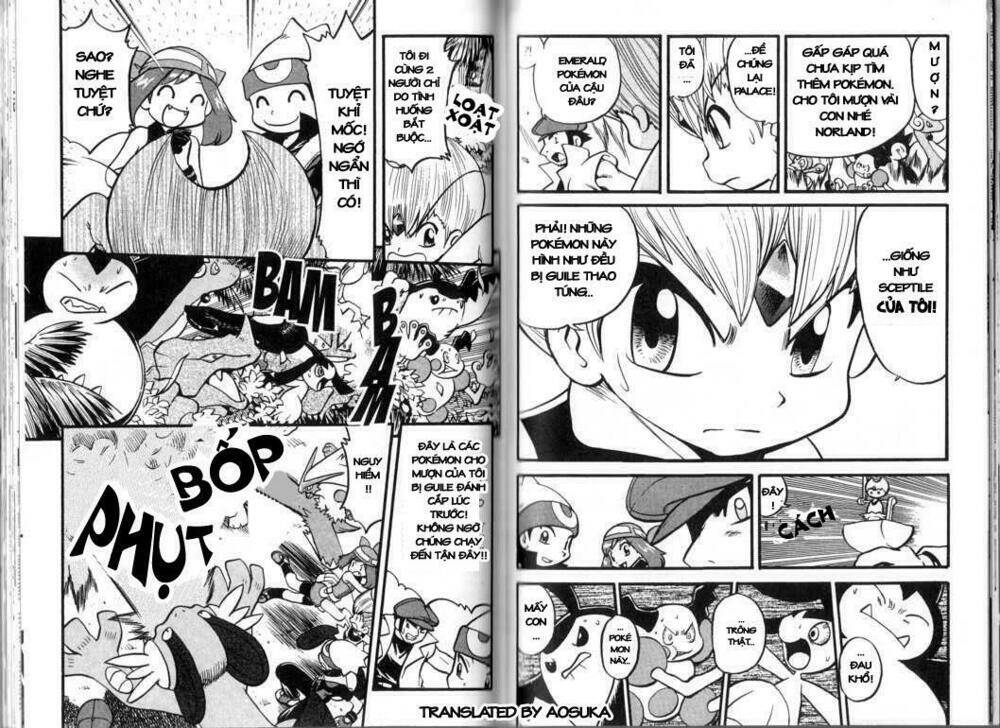 SAO?
NGHE
TUYỆT
CHỨ?
TUYỆT
KHỈ
MỐC!
NGỚ
NGẨN
THÌ
CÓ!
TÔI ĐI
CÙNG 2
NGƯỜI CHỈ
DO TÌNH
HUỐNG
BẮT
BUỘC...
LOẠT
XOẠT
BAM
BAM
PHỤT
BỐP
NGUY
HIỂM
!!
ĐÂY LÀ CÁC
POKÉMON CHO
MƯỢN CỦA TÔI
BỊ GUILE ĐÁNH
CẮP LÚC
TRƯỚC!
KHÔNG NGỜ
CHÚNG CHẠY
ĐẾN TẬN ĐÂY!!
EMERALD,
POKÉMON
CỦA CẬU
ĐÂU?
TÔI
ĐÃ
...
...ĐỂ
CHÚNG
LẠI
PALACE!
GẤP GÁP QUÁ
CHƯA KỊP TÌM
THÊM POKÉMON.
CHO TÔI MƯỢN VÀI
CON NHÉ
NORLAND!
MƯỢN?
PHẢI! NHỮNG
POKÉMON NÀY
HÌNH NHƯ ĐỀU
BỊ GUILE THAO
TÚNG..
...GIỐNG
NHƯ
SCEPTILE
CỦA TÔI!
ĐÂY
!
!!
CÁCH
MẤY
CON
...
...
POKÉ
MON
NÀY..
...
TRÔNG
THẬT...
...
ĐAU
KHỔ!
TRANSLATED BY AOSUKA